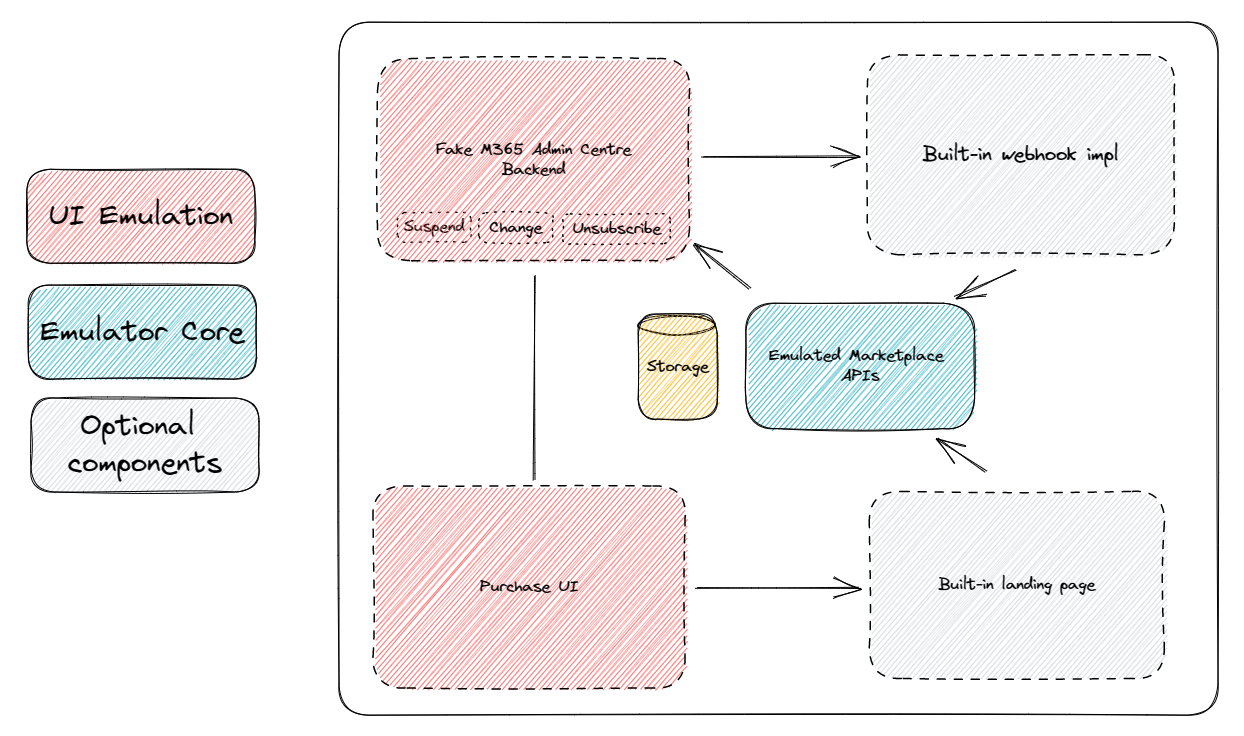 UI Emulation
Emulator Core
Optional
components
Fake M365 Admin Centre
Backend
Suspend
Change
Unsubscribe
Built-in webhook impl
Storage
Emulated Marketplace
APIs
Purchase UI
Built-in landing page